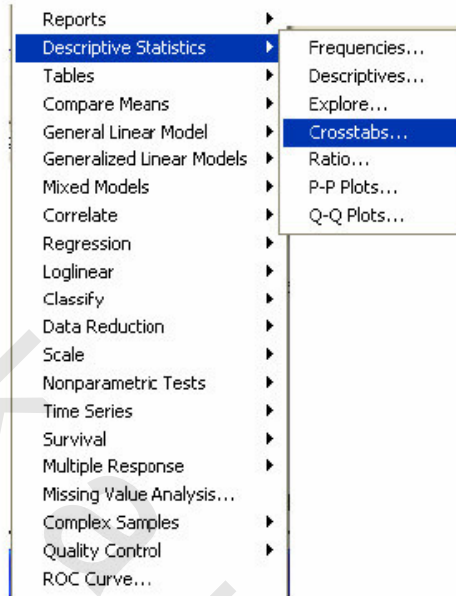 Reports
Descriptive Statistics
Tables
Compare Means
General Linear Model
Generalized Linear Models
Mixed Models
Correlate
Regression
Loglinear
Classify
Data Reduction
Scale
Nonparametric Tests
Time Series
Survival
Multiple Response
Missing Value Analysis...
Complex Samples
Quality Control
ROC Curve...
Frequencies...
Descriptives...
Explore...
Crosstabs...
Ratio...
P-P Plots...
Q-Q Plots...